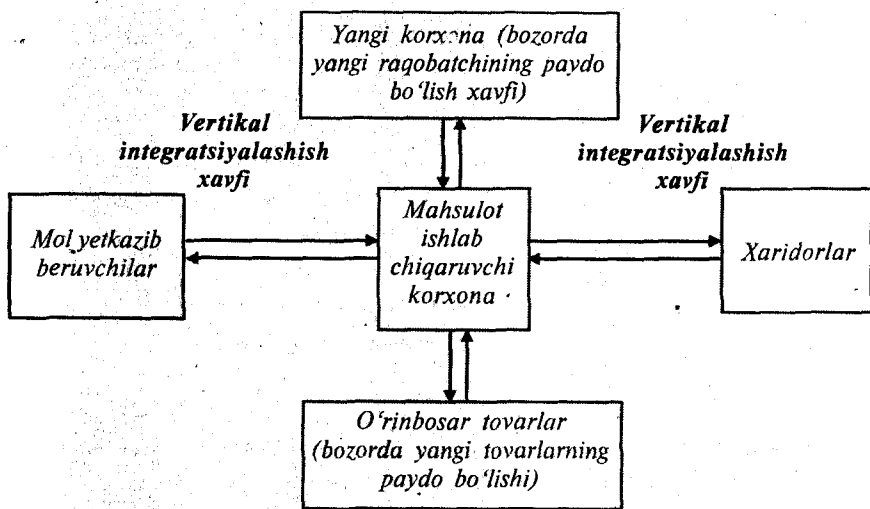 Yangi korxona (bozorda
yangi raqobatchining paydo
bo‘lish xavfi)
Vertikal
integratsiyalashish
xavfi
Vertikal
integratsiyalashish
xavfi
Mol yetkazib
beruvchilar
Mahsulot
ishlab
chiqaruvchi
korxona
Xaridorlar
O‘rinbosar tovarlar
(bozorda yangi tovarlarning
paydo bo‘lishi)